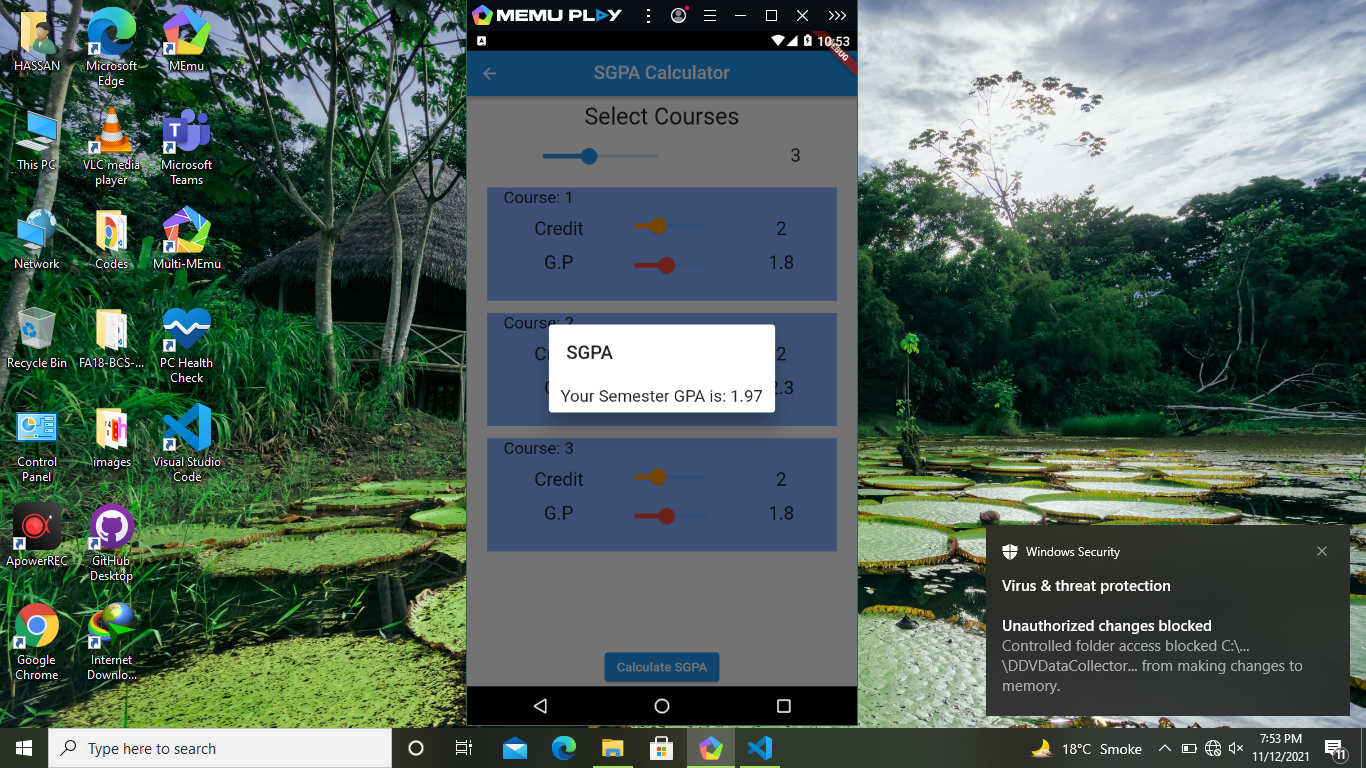 HASSAN
Microsoft
Edge
MEmu
This PC
VLC media
player
Microsoft
Teams
Network
Codes
Multi-MEmu
Recycle Bin
FA18-BCS-...
PC Health
Check
Control
Panel
images
Visual Studio
Code
ApowerREC
GitHub
Desktop
Google
Chrome
Internet
Downlo...
MEMU PLAY
A
10:53
DEBUG
SGPA Calculator
Select Courses
3
Course: 1
Credit 2
G.P 1.8
Course: 2
2
2.3
SGPA
Your Semester GPA is: 1.97
Course: 3
Credit 2
G.P 1.8
Calculate SGPA
Windows Security
Virus & threat protection
Unauthorized changes blocked
Controlled folder access blocked C:\...
\DDVDataCollector... from making changes to
memory.
Type here to search
18°C Smoke
7:53 PM
11/12/2021
11